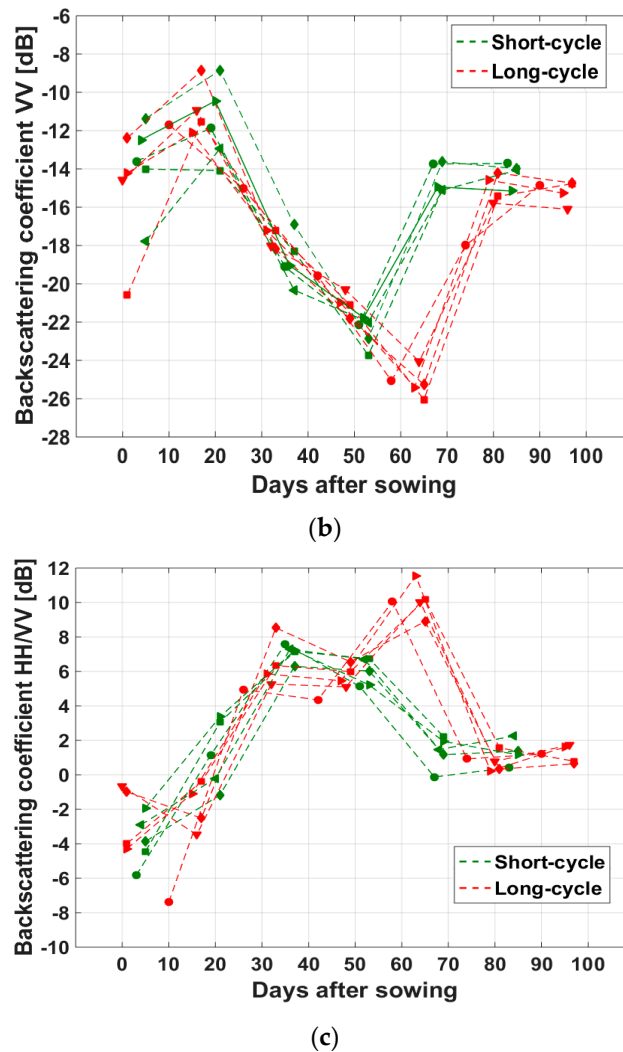 Backscattering coefficient VV [dB]
-6
-8
-10
-12
-14
-16
-18
-20
-22
-24
-26
-28
Short-cycle
Long-cycle
0 10 20 30 40 50 60 70 80 90 100
Days after sowing
(b)
Backscattering coefficient HH/VV [dB]
12
10
8
6
4
2
0
-2
-4
-6
-8
-10
Short-cycle
Long-cycle
0 10 20 30 40 50 60 70 80 90 100
Days after sowing
(c)